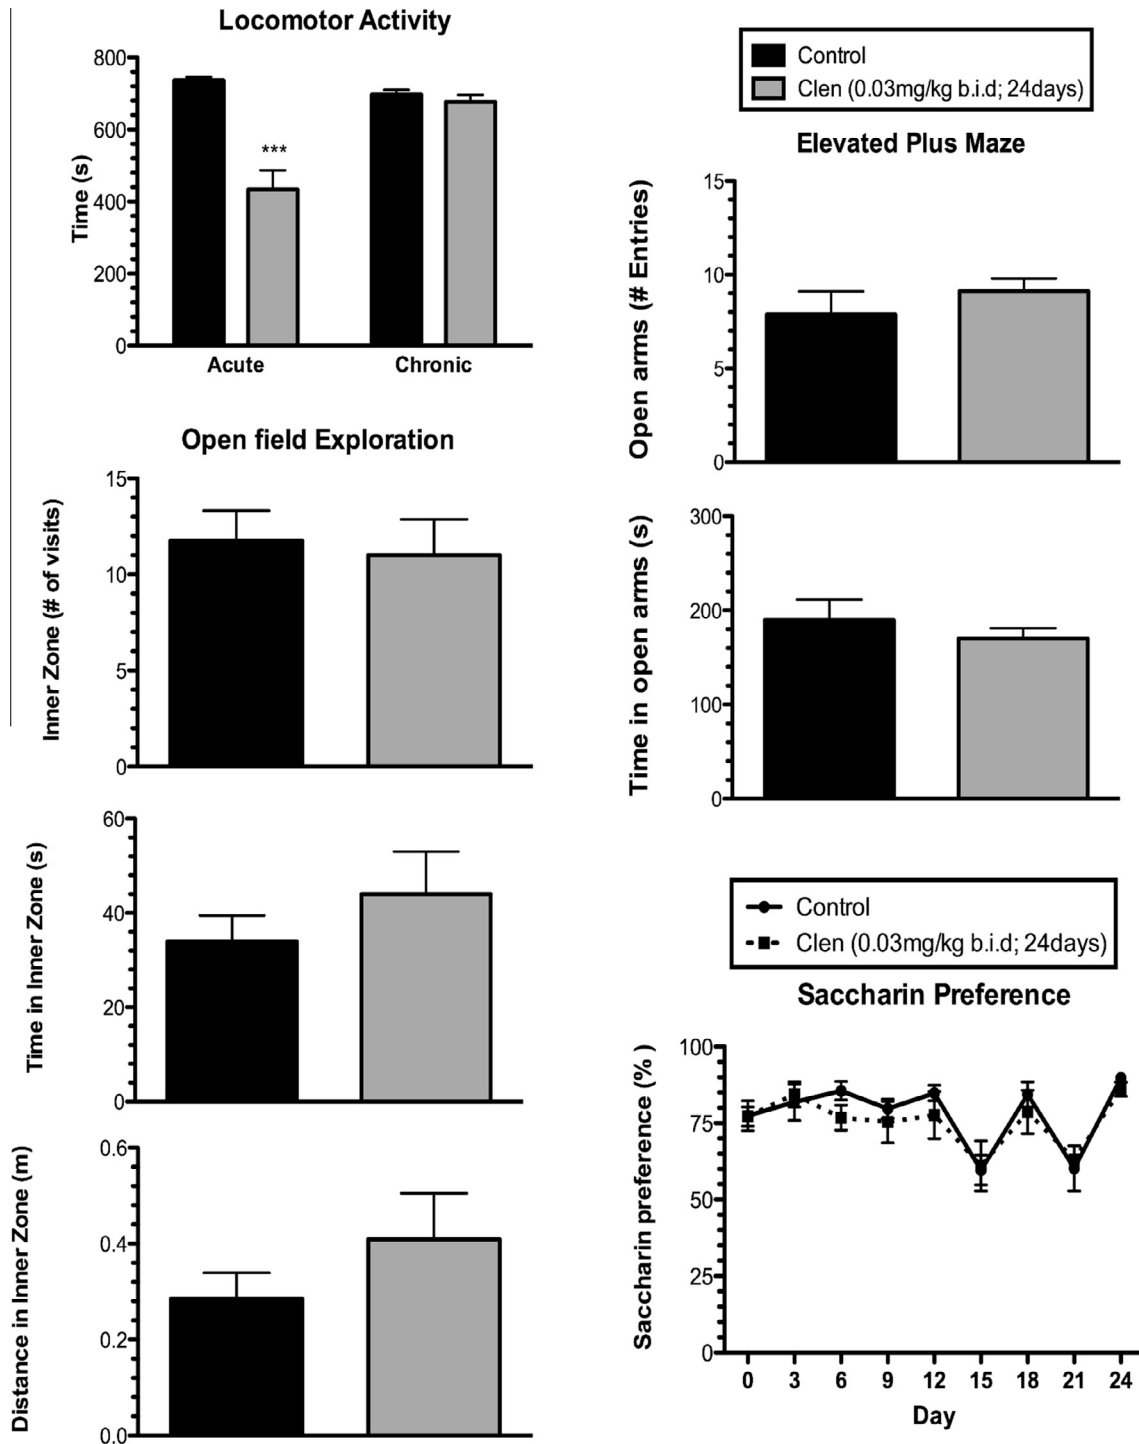 Locomotor Activity
Time (s)
800
600
400
200
0
***
Acute
Chronic
Open field Exploration
Inner Zone (# of visits)
15
10
5
0
Time in Inner Zone (s)
60
40
20
0
Distance in Inner Zone (m)
0.6
0.4
0.2
0.0
Control
Clen (0.03mg/kg b.i.d; 24days)
Elevated Plus Maze
Open arms (# Entries)
15
10
5
0
Time in open arms (s)
300
200
100
0
Control
Clen (0.03mg/kg b.i.d; 24days)
Saccharin Preference
Saccharin preference (% )
100
75
50
25
0
0 3 6 9 12 15 18 21 24
Day